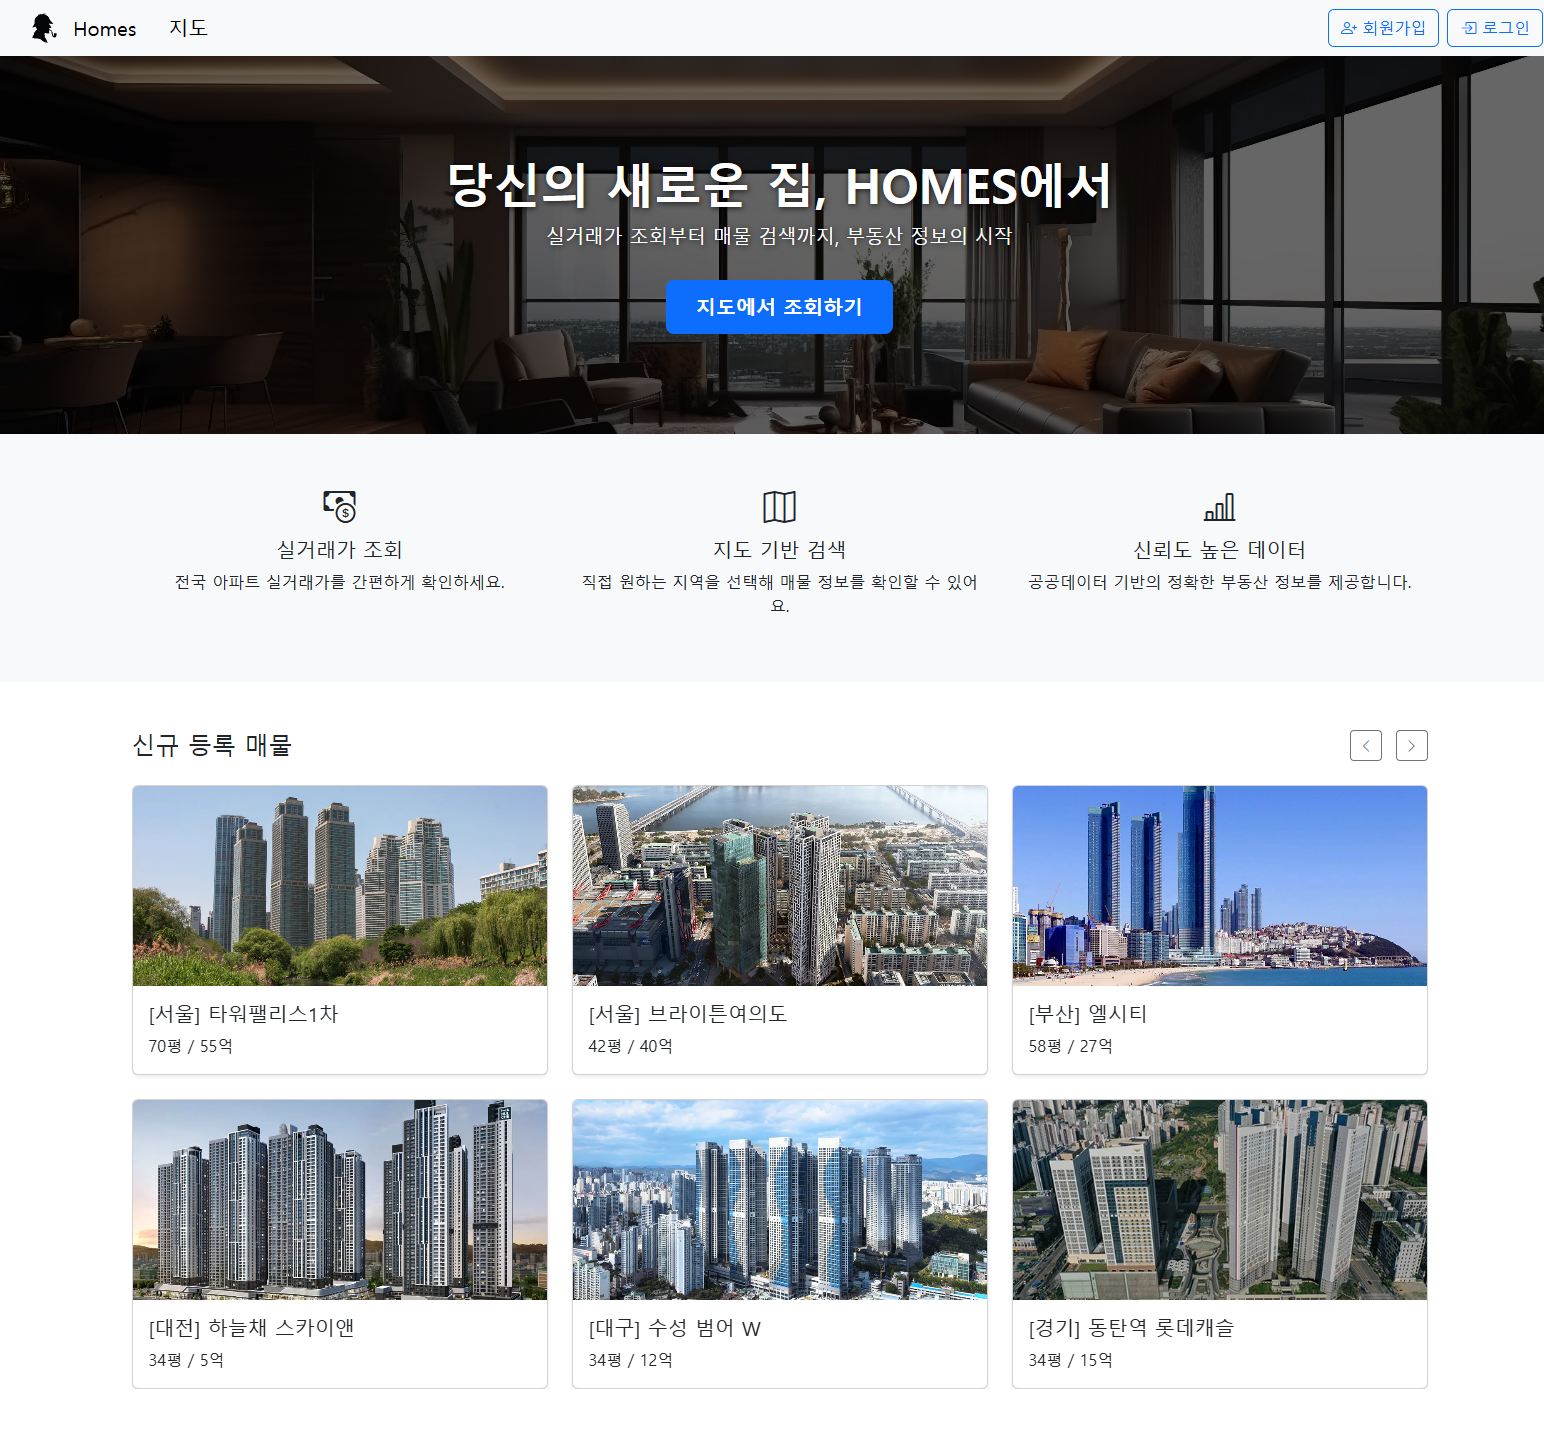 Homes 지도 회원가입 로그인
당신의 새로운 집, HOMES에서
실거래가 조회부터 매물 검색까지, 부동산 정보의 시작
지도에서 조회하기
실거래가 조회
전국 아파트 실거래가를 간편하게 확인하세요.
지도 기반 검색
직접 원하는 지역을 선택해 매물 정보를 확인할 수 있어
요.
신뢰도 높은 데이터
공공데이터 기반의 정확한 부동산 정보를 제공합니다.
신규 등록 매물
[서울] 타워팰리스1차
70평 / 55억
[서울] 브라이튼여의도
42평 / 40억
[부산] 엘시티
58평 / 27억
[대전] 하늘채 스카이앤
34평 / 5억
[대구] 수성 범어 W
34평 / 12억
[경기] 동탄역 롯데캐슬
34평 / 15억